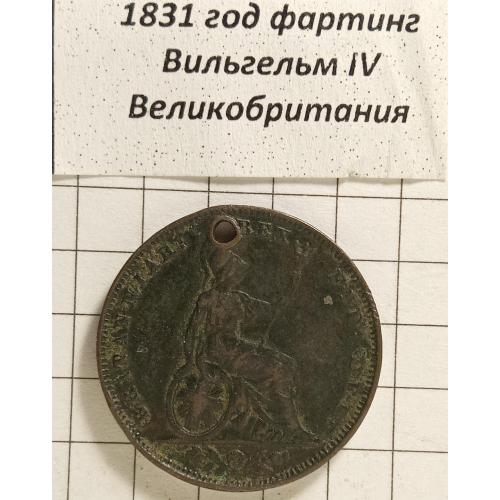 1831 год фартинг
Вильгельм IV
Великобритания